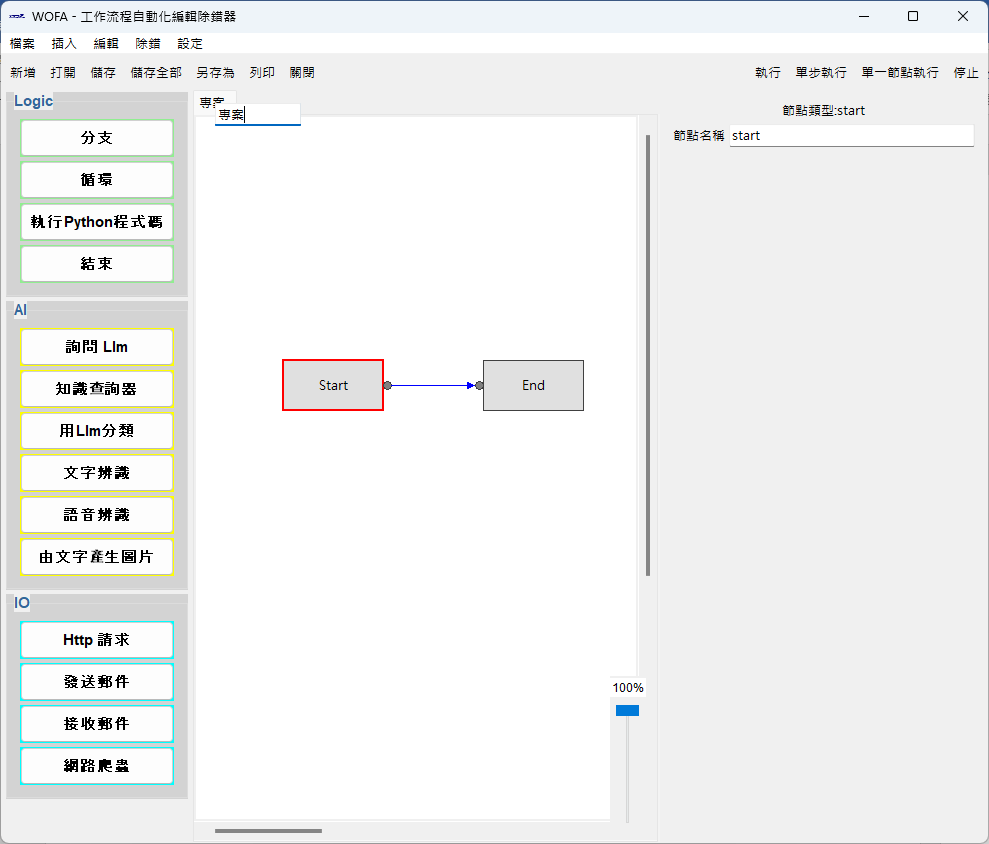 WOFA - 工作流程自動化編輯除錯器
檔案 插入 編輯 除錯 設定
新增 打開 儲存 儲存全部 另存為 列印 關閉 執行 單步執行 單一節點執行 停止
Logic
分支
循環
執行Python程式碼
結束
AI
詢問 Llm
知識查詢器
用Llm分類
文字辨識
語音辨識
由文字產生圖片
IO
Http 請求
發送郵件
接收郵件
網路爬蟲
專案
專案
Start
End
100%
節點類型:start
節點名稱 start